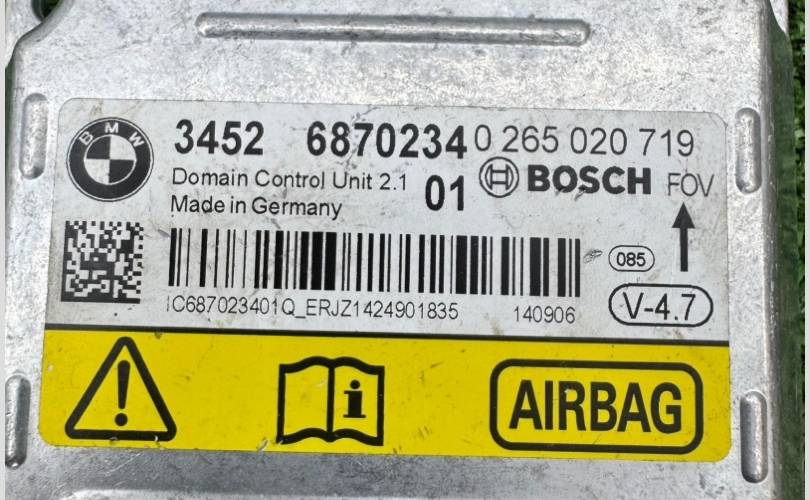 BMW
3452 6870234 0 265 020 719
Domain Control Unit 2.1 01 BOSCH FOV
Made in Germany
085
IC687023401Q_ERJZ1424901835 140906
V-4.7
i
AIRBAG